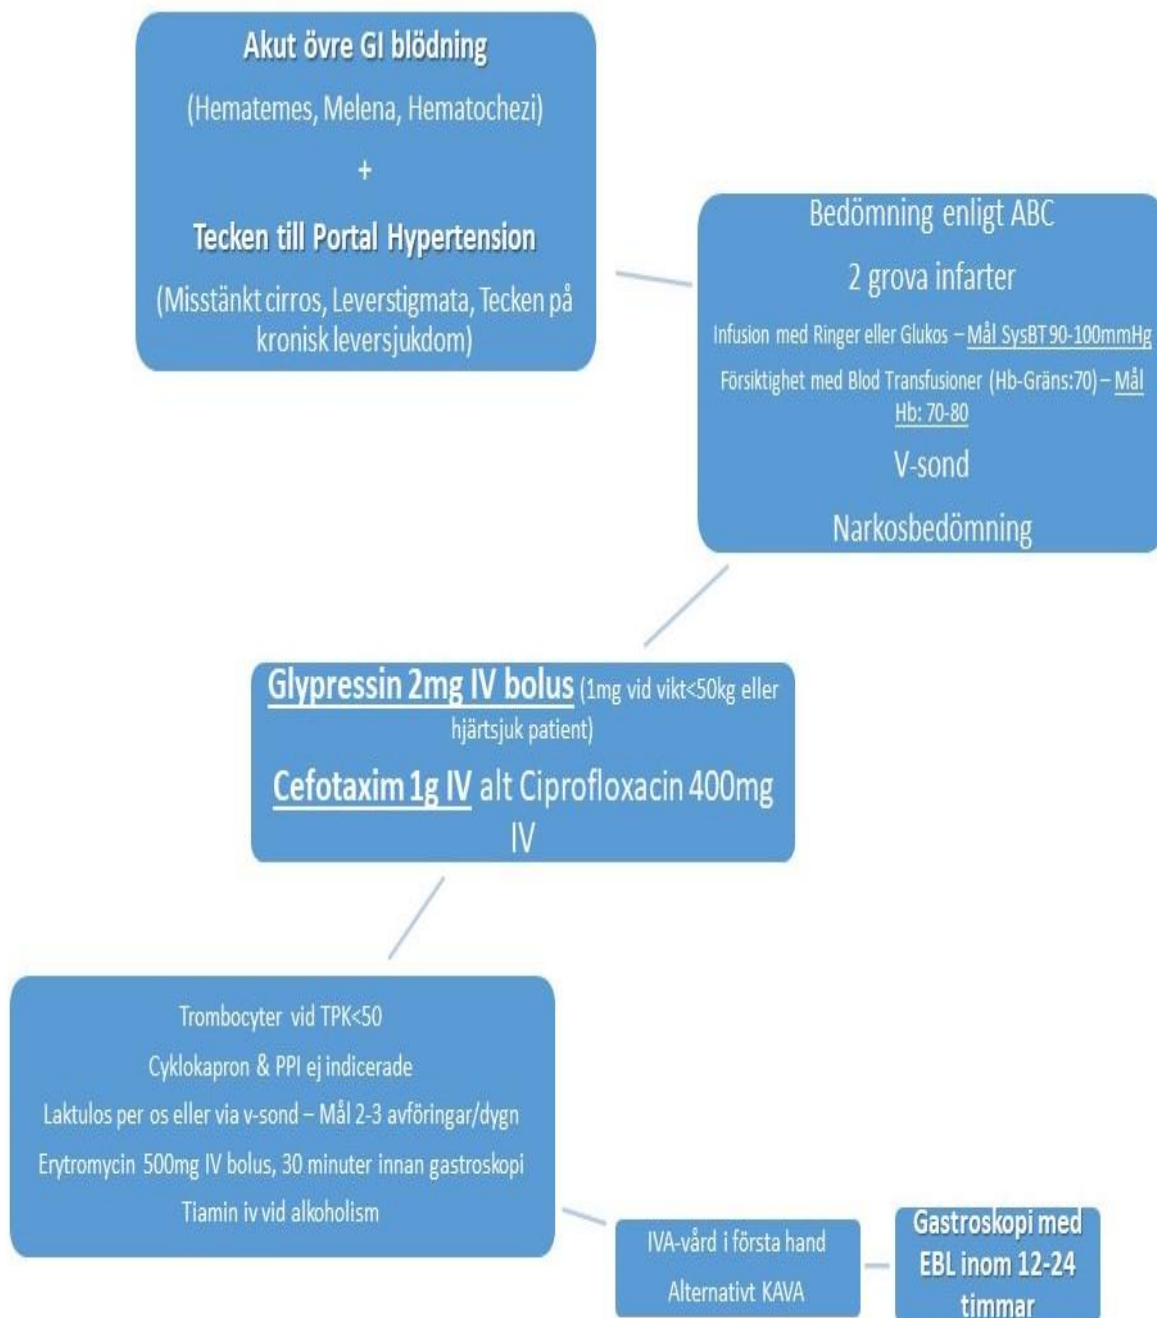 Akut övre GI blödning
(Hematemes, Melena, Hematochezi)
+
Tecken till Portal Hypertension
(Misstänkt cirros, Leverstigmata, Tecken på
kronisk leversjukdom)
Bedömning enligt ABC
2 grova infarter
Infusion med Ringer eller Glukos – Mål SysBT 90-100mmHg
Försiktighet med Blod Transfusioner (Hb-Gräns:70) – Mål
Hb: 70-80
V-sond
Narkosbedömning
Glypressin 2mg IV bolus (1mg vid vikt<50kg eller
hjärtsjuk patient)
Cefotaxim 1g IV alt Ciprofloxacin 400mg
IV
Trombocyter vid TPK<50
Cyklokapron & PPI ej indicerade
Laktulos per os eller via v-sond – Mål 2-3 avföringar/dygn
Erytromycin 500mg IV bolus, 30 minuter innan gastroskopi
Tiamin iv vid alkoholism
IVA-vård i första hand
Alternativt KAVA
Gastroskopi med
EBL inom 12-24
timmar